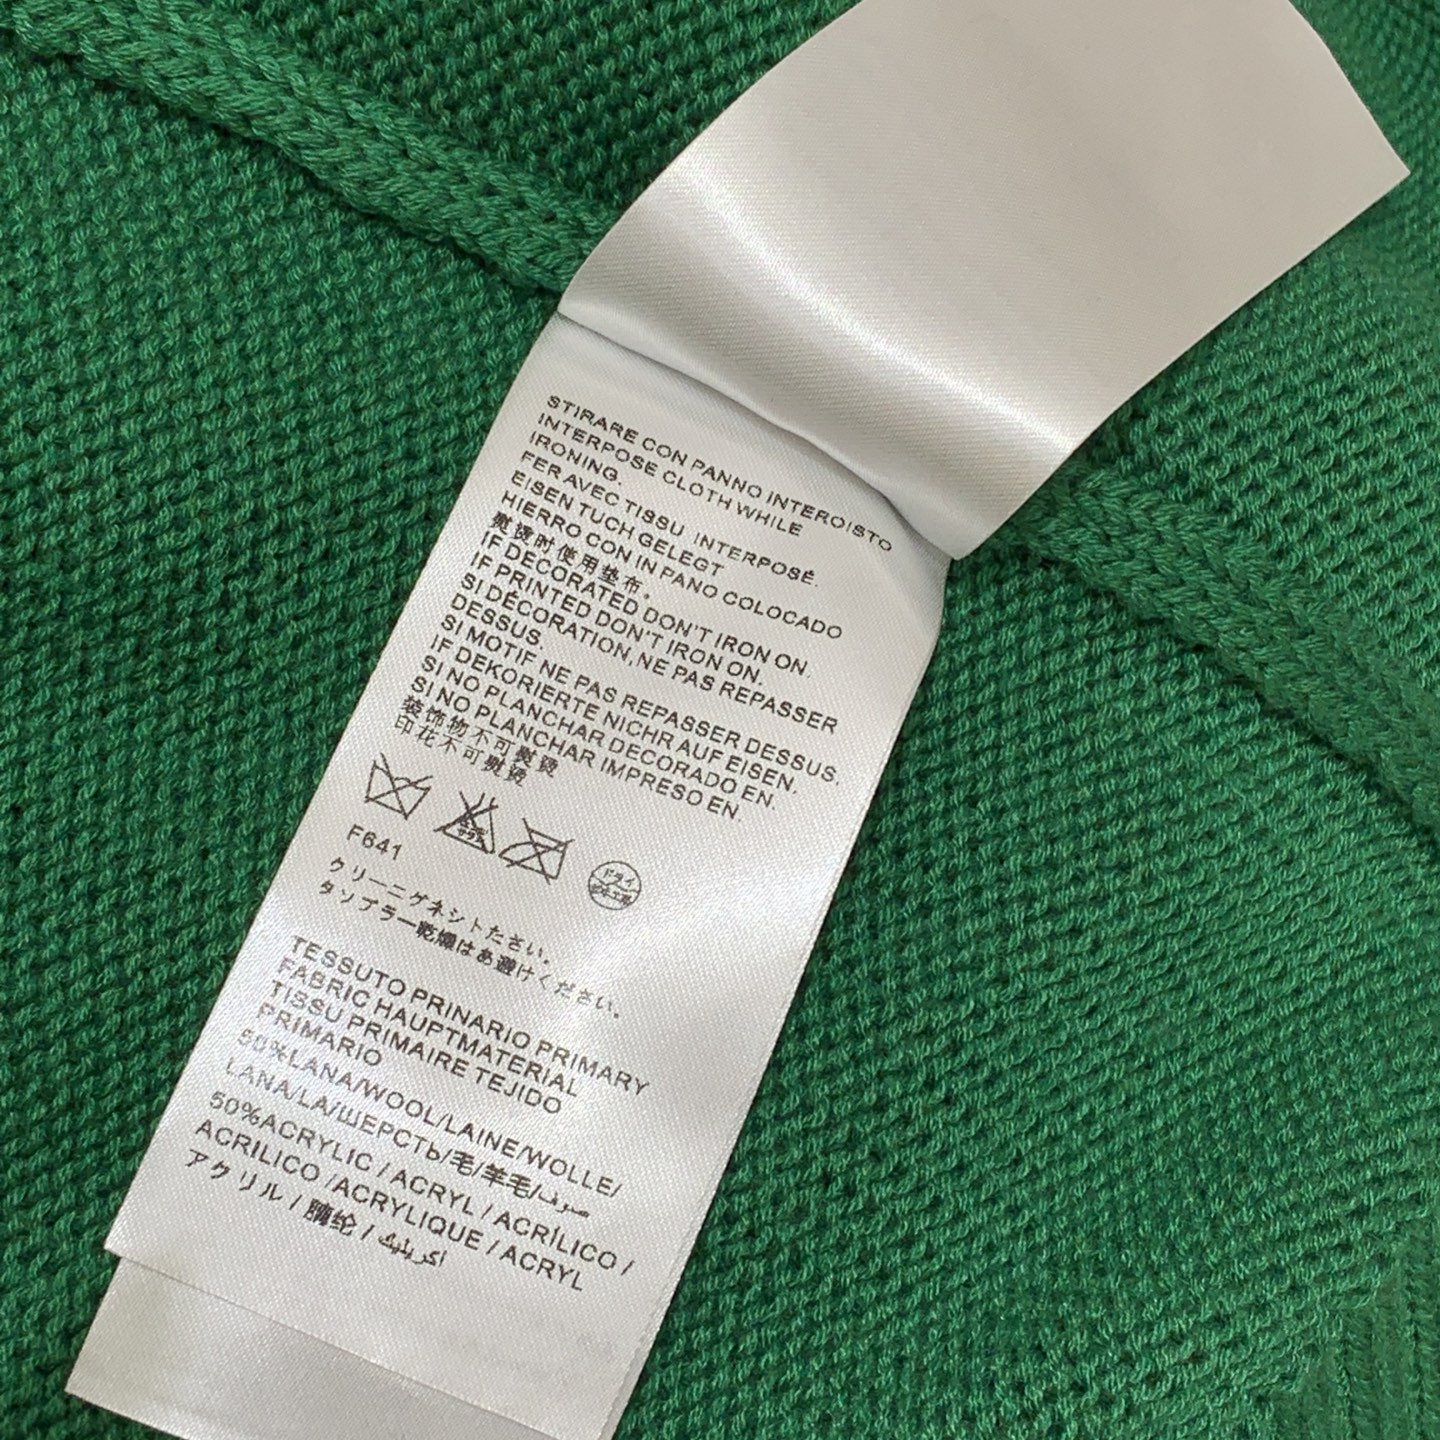 STIRARE CON PANNO INTEROISTO
INTERPOSE CLOTH WHILE
IRONING.
FER AVEC TISSU INTERPOSÉ.
EISEN TUCH GELEGT
HIERRO CON IN PANO COLOCADO
熨烫时使用垫布。
IF DECORATED DON'T IRON ON.
IF PRINTED DON'T IRON ON.
SI DÉCORATION, NE PAS REPASSER
DESSUS.
SI MOTIF NE PAS REPASSER DESSUS.
IF DEKORIERTE NICHR AUF EISEN.
SI NO PLANCHAR DECORADO EN.
SI NO PLANCHAR IMPRESO EN.
装饰物不可熨烫
印花不可熨烫
ドライ
F641
クリーニゲネシトたさい。
タソプラー乾燥はあ避けください。
TESSUTO PRINARIO PRIMARY
FABRIC HAUPTMATERIAL
TISSU PRIMAIRE TEJIDO
PRIMARIO
50%LANA/WOOL/LAINE/WOLLE/
LANA/LA/ШЕРСТЬ/毛/羊毛/صوف
50%ACRYLIC / ACRYL / ACRÍLICO /
ACRILICO /ACRYLIQUE / ACRYL
アクリル / 腈纶 / اكريليك